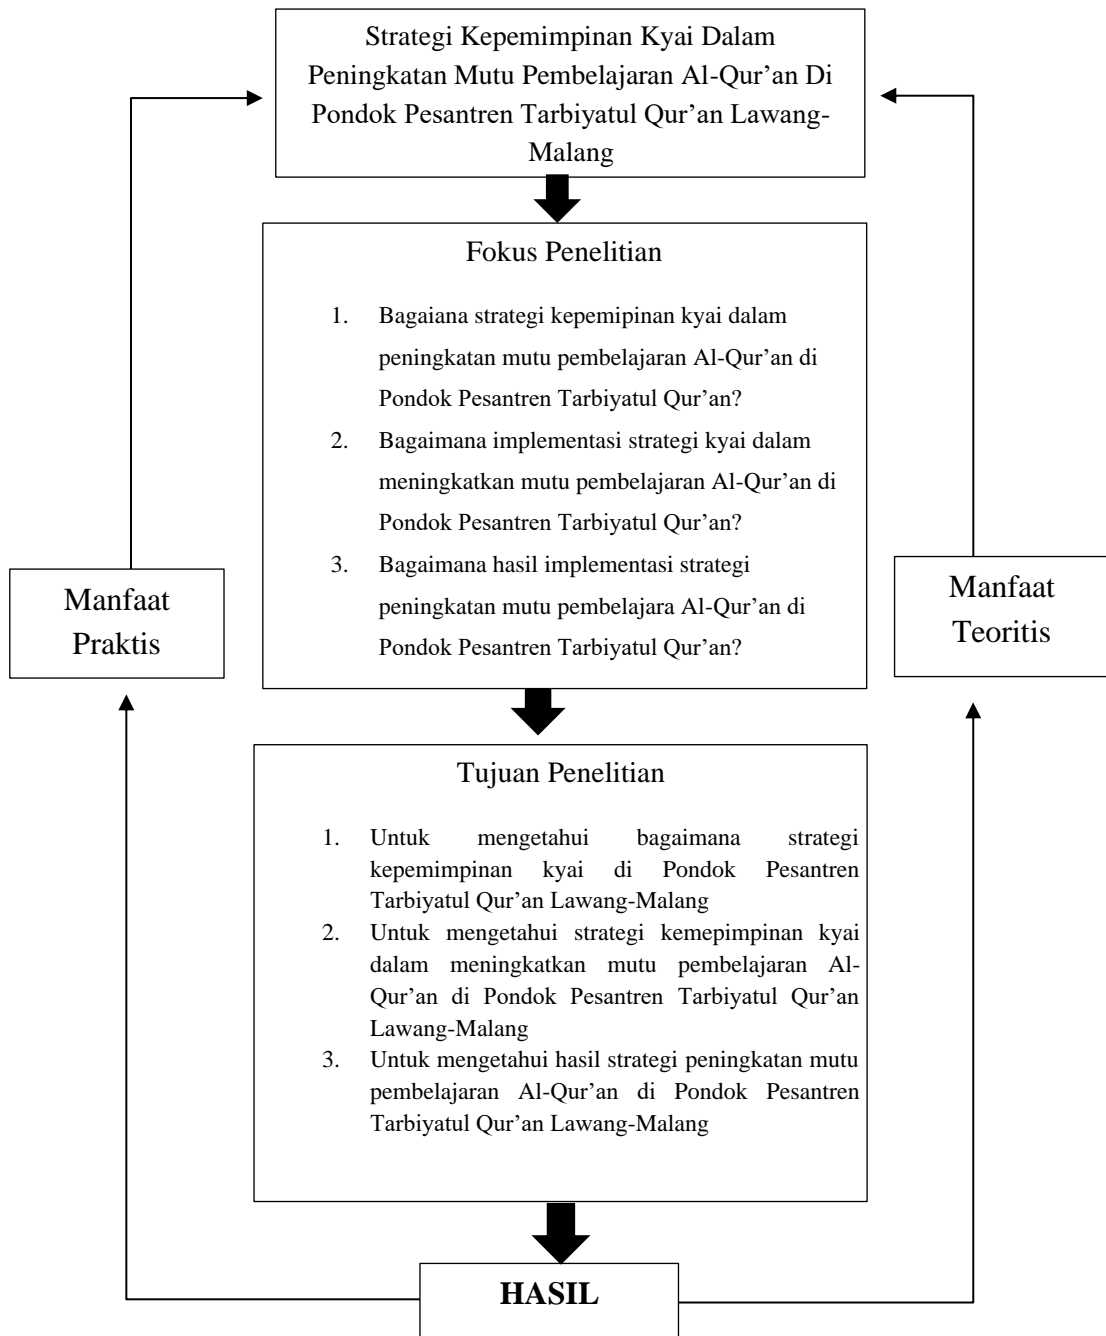 Strategi Kepemimpinan Kyai Dalam
Peningkatan Mutu Pembelajaran Al-Qur’an Di
Pondok Pesantren Tarbiyatul Qur’an Lawang-
Malang
Fokus Penelitian
1. Bagaiana strategi kepemipinan kyai dalam
peningkatan mutu pembelajaran Al-Qur’an di
Pondok Pesantren Tarbiyatul Qur’an?
2. Bagaimana implementasi strategi kyai dalam
meningkatkan mutu pembelajaran Al-Qur’an di
Pondok Pesantren Tarbiyatul Qur’an?
3. Bagaimana hasil implementasi strategi
peningkatan mutu pembelajara Al-Qur’an di
Pondok Pesantren Tarbiyatul Qur’an?
Manfaat
Praktis
Manfaat
Teoritis
Tujuan Penelitian
1. Untuk mengetahui bagaimana strategi
kepemimpinan kyai di Pondok Pesantren
Tarbiyatul Qur’an Lawang-Malang
2. Untuk mengetahui strategi kemepimpinan kyai
dalam meningkatkan mutu pembelajaran Al-
Qur’an di Pondok Pesantren Tarbiyatul Qur’an
Lawang-Malang
3. Untuk mengetahui hasil strategi peningkatan mutu
pembelajaran Al-Qur’an di Pondok Pesantren
Tarbiyatul Qur’an Lawang-Malang
HASIL